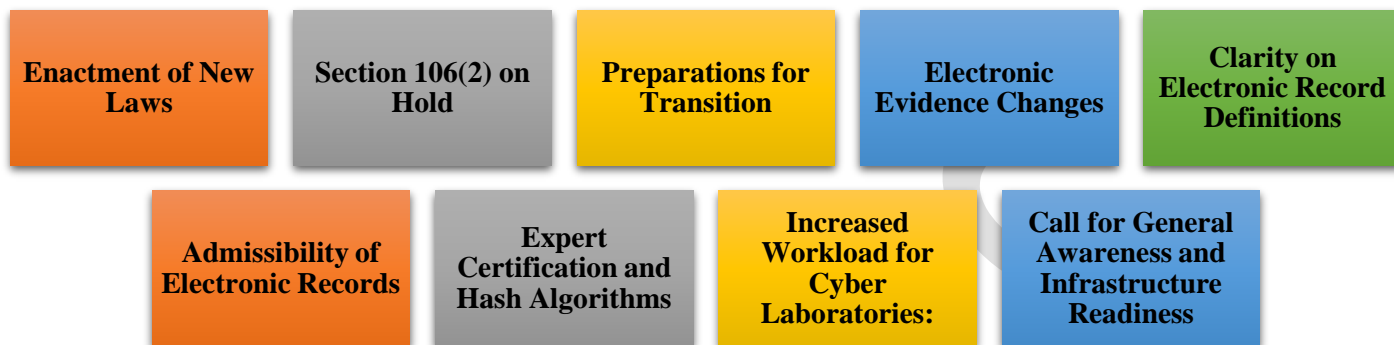 Enactment of New
Laws
Section 106(2) on
Hold
Preparations for
Transition
Electronic
Evidence Changes
Clarity on
Electronic Record
Definitions
Admissibility of
Electronic Records
Expert
Certification and
Hash Algorithms
Increased
Workload for
Cyber
Laboratories:
Call for General
Awareness and
Infrastructure
Readiness